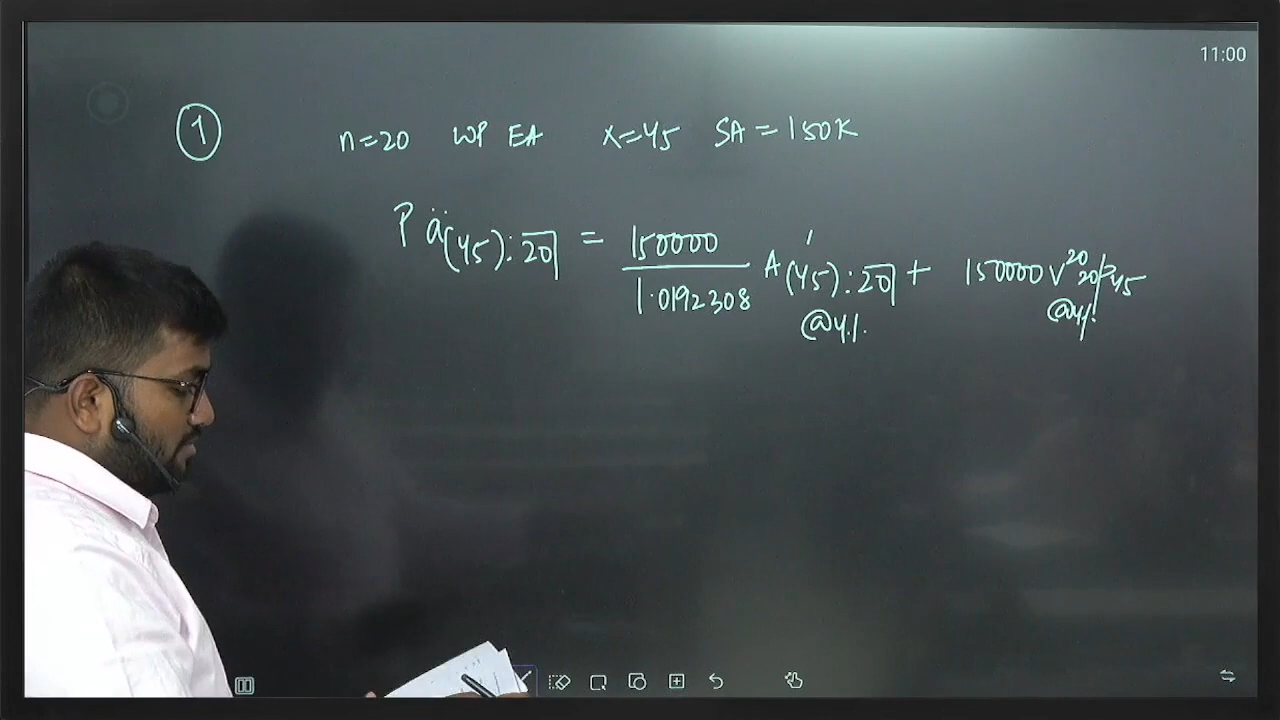 11:00
1 n=20 WP EA x=45 SA = 150K
P ä(45):20̅| = 150000/1.0192308 A¹(45):20̅| @4% + 150000 v²⁰ ₂₀P₄₅ @4%